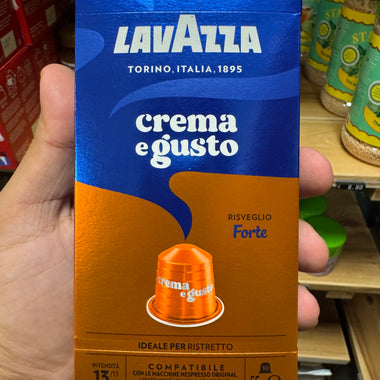 LAVAZZA
TORINO, ITALIA, 1895
crema
e gusto
RISVEGLIO
Forte
crema
e gusto
IDEALE PER RISTRETTO
INTENSITÀ
13/13
COMPATIBILE
CON LE MACCHINE NESPRESSO ORIGINAL
10